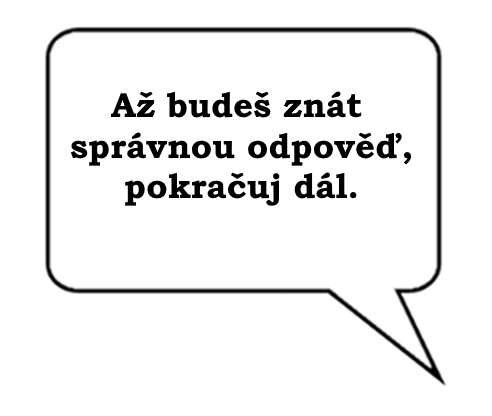 Až budeš znát
správnou odpověď,
pokračuj dál.